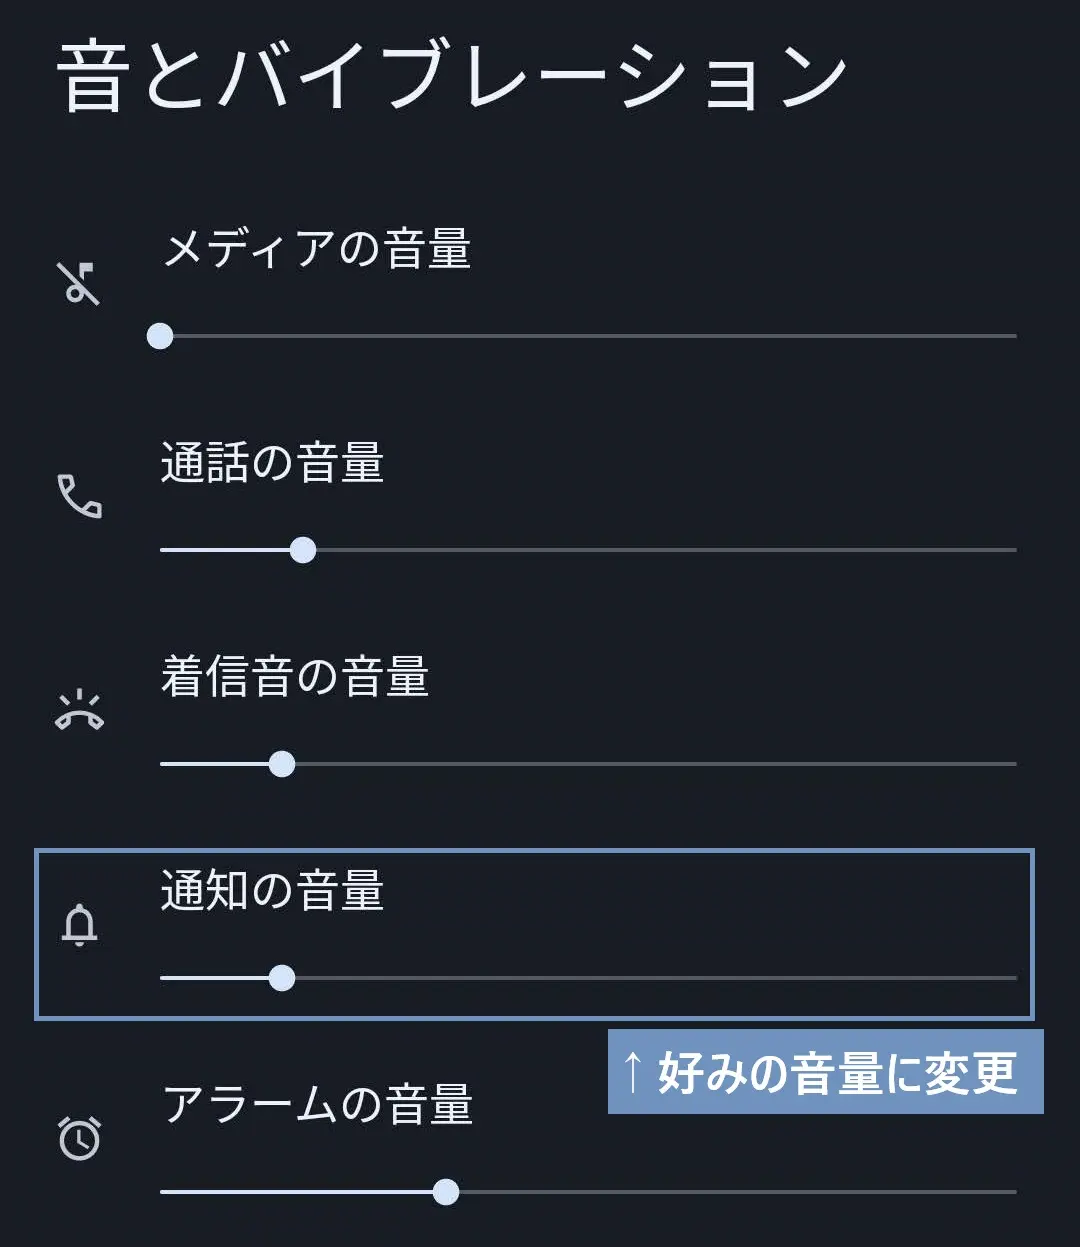 音とバイブレーション
メディアの音量
通話の音量
着信音の音量
通知の音量
↑ 好みの音量に変更
アラームの音量